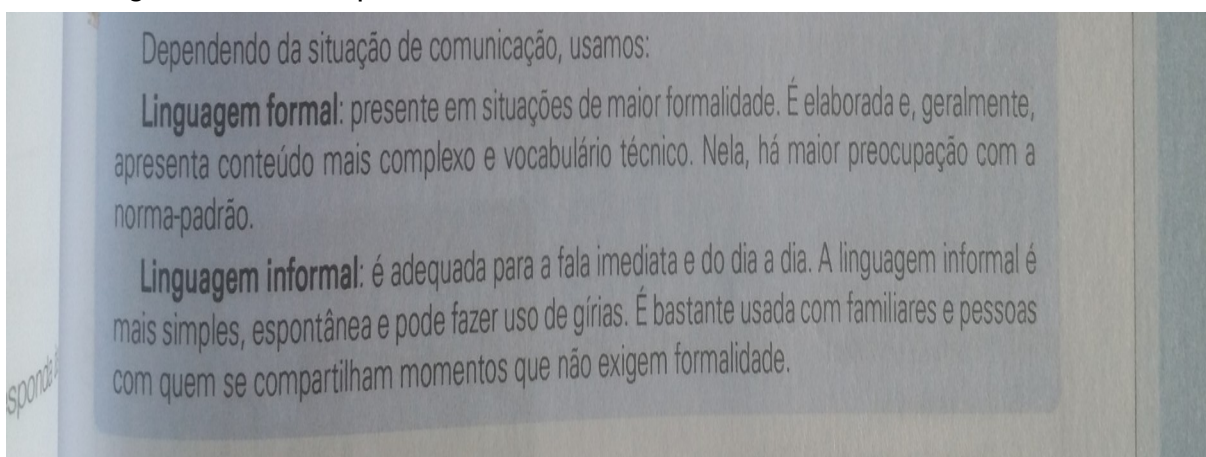 Dependendo da situação de comunicação, usamos:
Linguagem formal: presente em situações de maior formalidade. É elaborada e, geralmente,
apresenta conteúdo mais complexo e vocabulário técnico. Nela, há maior preocupação com a
norma-padrão.
Linguagem informal: é adequada para a fala imediata e do dia a dia. A linguagem informal é
mais simples, espontânea e pode fazer uso de gírias. É bastante usada com familiares e pessoas
com quem se compartilham momentos que não exigem formalidade.